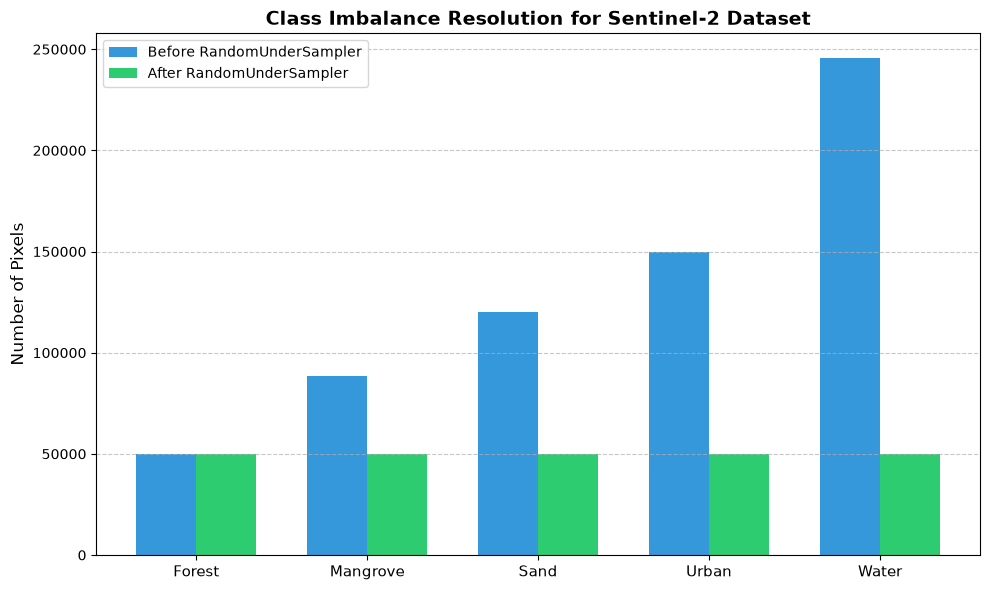 Class Imbalance Resolution for Sentinel-2 Dataset
Before RandomUnderSampler
After RandomUnderSampler
Number of Pixels
250000
200000
150000
100000
50000
0
Forest
Mangrove
Sand
Urban
Water